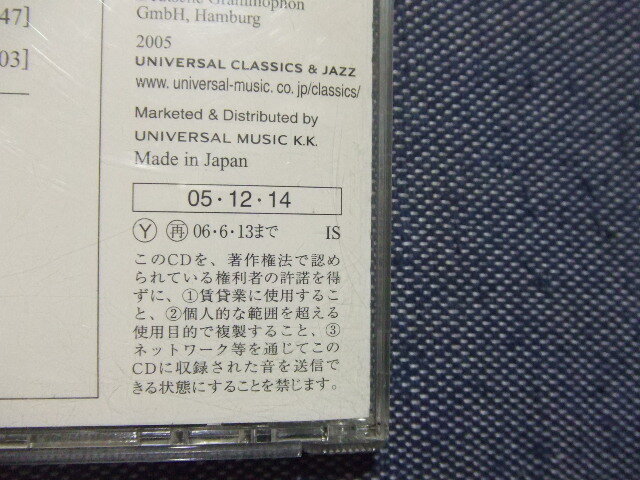 47]
03]
Deutsche Grammophon
GmbH, Hamburg
2005
UNIVERSAL CLASSICS & JAZZ
www. universal-music. co. jp/classics/
Marketed & Distributed by
UNIVERSAL MUSIC K.K.
Made in Japan
05・12・14
Ⓨ ㊢ 06・6・13まで IS
このCDを、著作権法で認め
られている権利者の許諾を得
ずに、①賃貸業に使用するこ
と、②個人的な範囲を超える
使用目的で複製すること、③
ネットワーク等を通じてこの
CDに収録された音を送信で
きる状態にすることを禁じます。